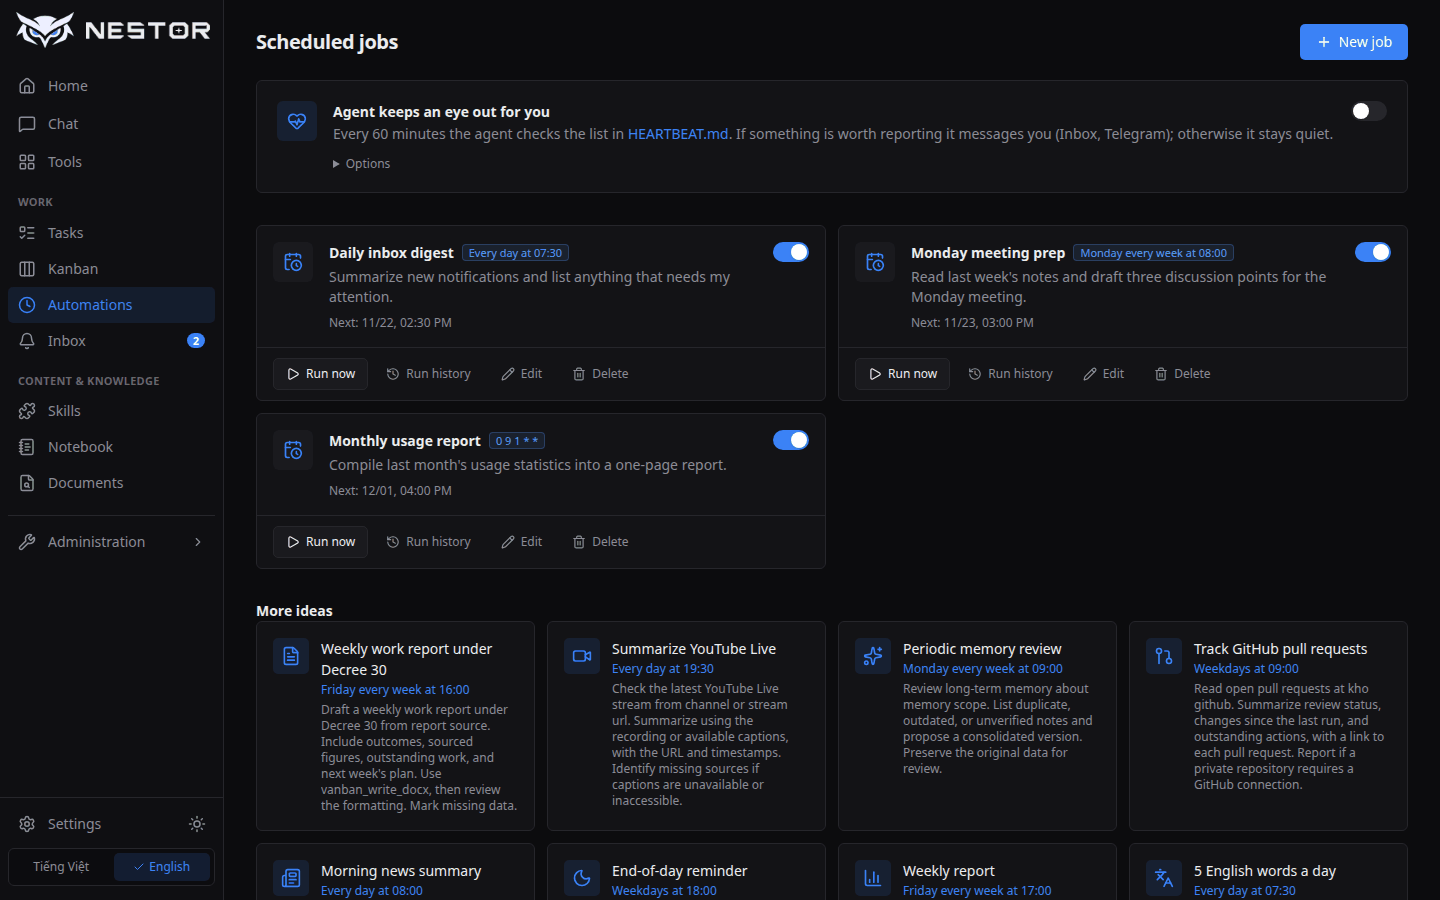 NESTOR
Home
Chat
Tools
WORK
Tasks
Kanban
Automations
Inbox
2
CONTENT & KNOWLEDGE
Skills
Notebook
Documents
Administration
Settings
Tiếng Việt
English
Scheduled jobs
New job
Agent keeps an eye out for you
Every 60 minutes the agent checks the list in HEARTBEAT.md. If something is worth reporting it messages you (Inbox, Telegram); otherwise it stays quiet.
Options
Daily inbox digest
Every day at 07:30
Summarize new notifications and list anything that needs my
attention.
Next: 11/22, 02:30 PM
Run now
Run history
Edit
Delete
Monday meeting prep
Monday every week at 08:00
Read last week's notes and draft three discussion points for the
Monday meeting.
Next: 11/23, 03:00 PM
Run now
Run history
Edit
Delete
Monthly usage report
0 9 1 * *
Compile last month's usage statistics into a one-page report.
Next: 12/01, 04:00 PM
Run now
Run history
Edit
Delete
More ideas
Weekly work report under
Decree 30
Friday every week at 16:00
Draft a weekly work report under
Decree 30 from report source.
Include outcomes, sourced
figures, outstanding work, and
next week's plan. Use
vanban_write_docx, then review
the formatting. Mark missing data.
Summarize YouTube Live
Every day at 19:30
Check the latest YouTube Live
stream from channel or stream
url. Summarize using the
recording or available captions,
with the URL and timestamps.
Identify missing sources if
captions are unavailable or
inaccessible.
Periodic memory review
Monday every week at 09:00
Review long-term memory about
memory scope. List duplicate,
outdated, or unverified notes and
propose a consolidated version.
Preserve the original data for
review.
Track GitHub pull requests
Weekdays at 09:00
Read open pull requests at kho
github. Summarize review status,
changes since the last run, and
outstanding actions, with a link to
each pull request. Report if a
private repository requires a
GitHub connection.
Morning news summary
Every day at 08:00
End-of-day reminder
Weekdays at 18:00
Weekly report
Friday every week at 17:00
5 English words a day
Every day at 07:30